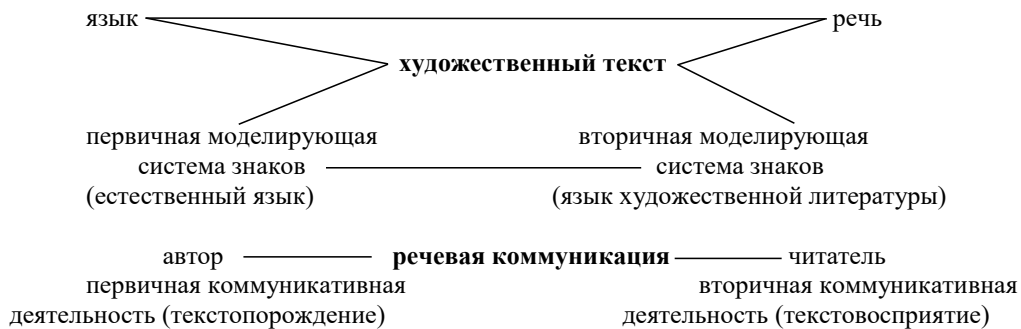 язык речь
художественный текст
первичная моделирующая вторичная моделирующая
система знаков система знаков
(естественный язык) (язык художественной литературы)
автор речевая коммуникация читатель
первичная коммуникативная вторичная коммуникативная
деятельность (текстопорождение) деятельность (текстовосприятие)